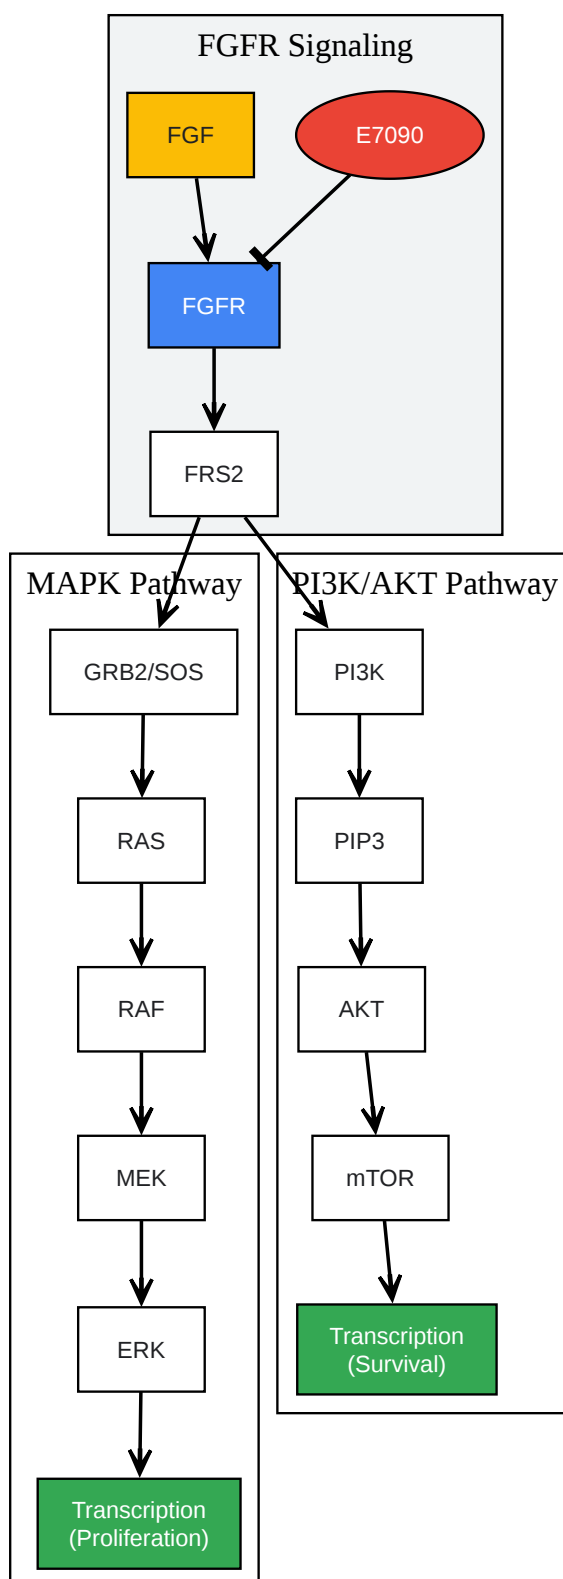 FGFR Signaling
FGF
E7090
FGFR
FRS2
MAPK Pathway
PI3K/AKT Pathway
GRB2/SOS
PI3K
RAS
PIP3
RAF
AKT
MEK
mTOR
ERK
Transcription
(Survival)
Transcription
(Proliferation)